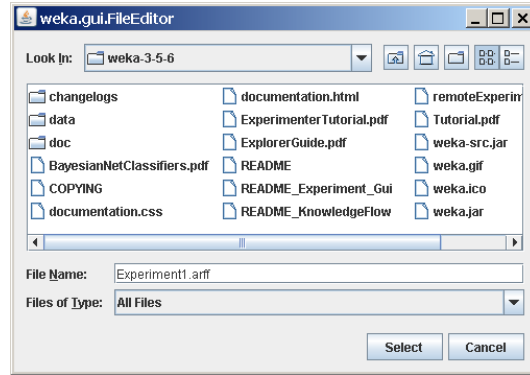 weka.gui.FileEditor
Look In: weka-3-5-6
changelogs documentation.html remoteExperim
data ExperimenterTutorial.pdf Tutorial.pdf
doc ExplorerGuide.pdf weka-src.jar
BayesianNetClassifiers.pdf README weka.gif
COPYING README_Experiment_Gui weka.ico
documentation.css README_KnowledgeFlow weka.jar
File Name: Experiment1.arff
Files of Type: All Files
Select Cancel